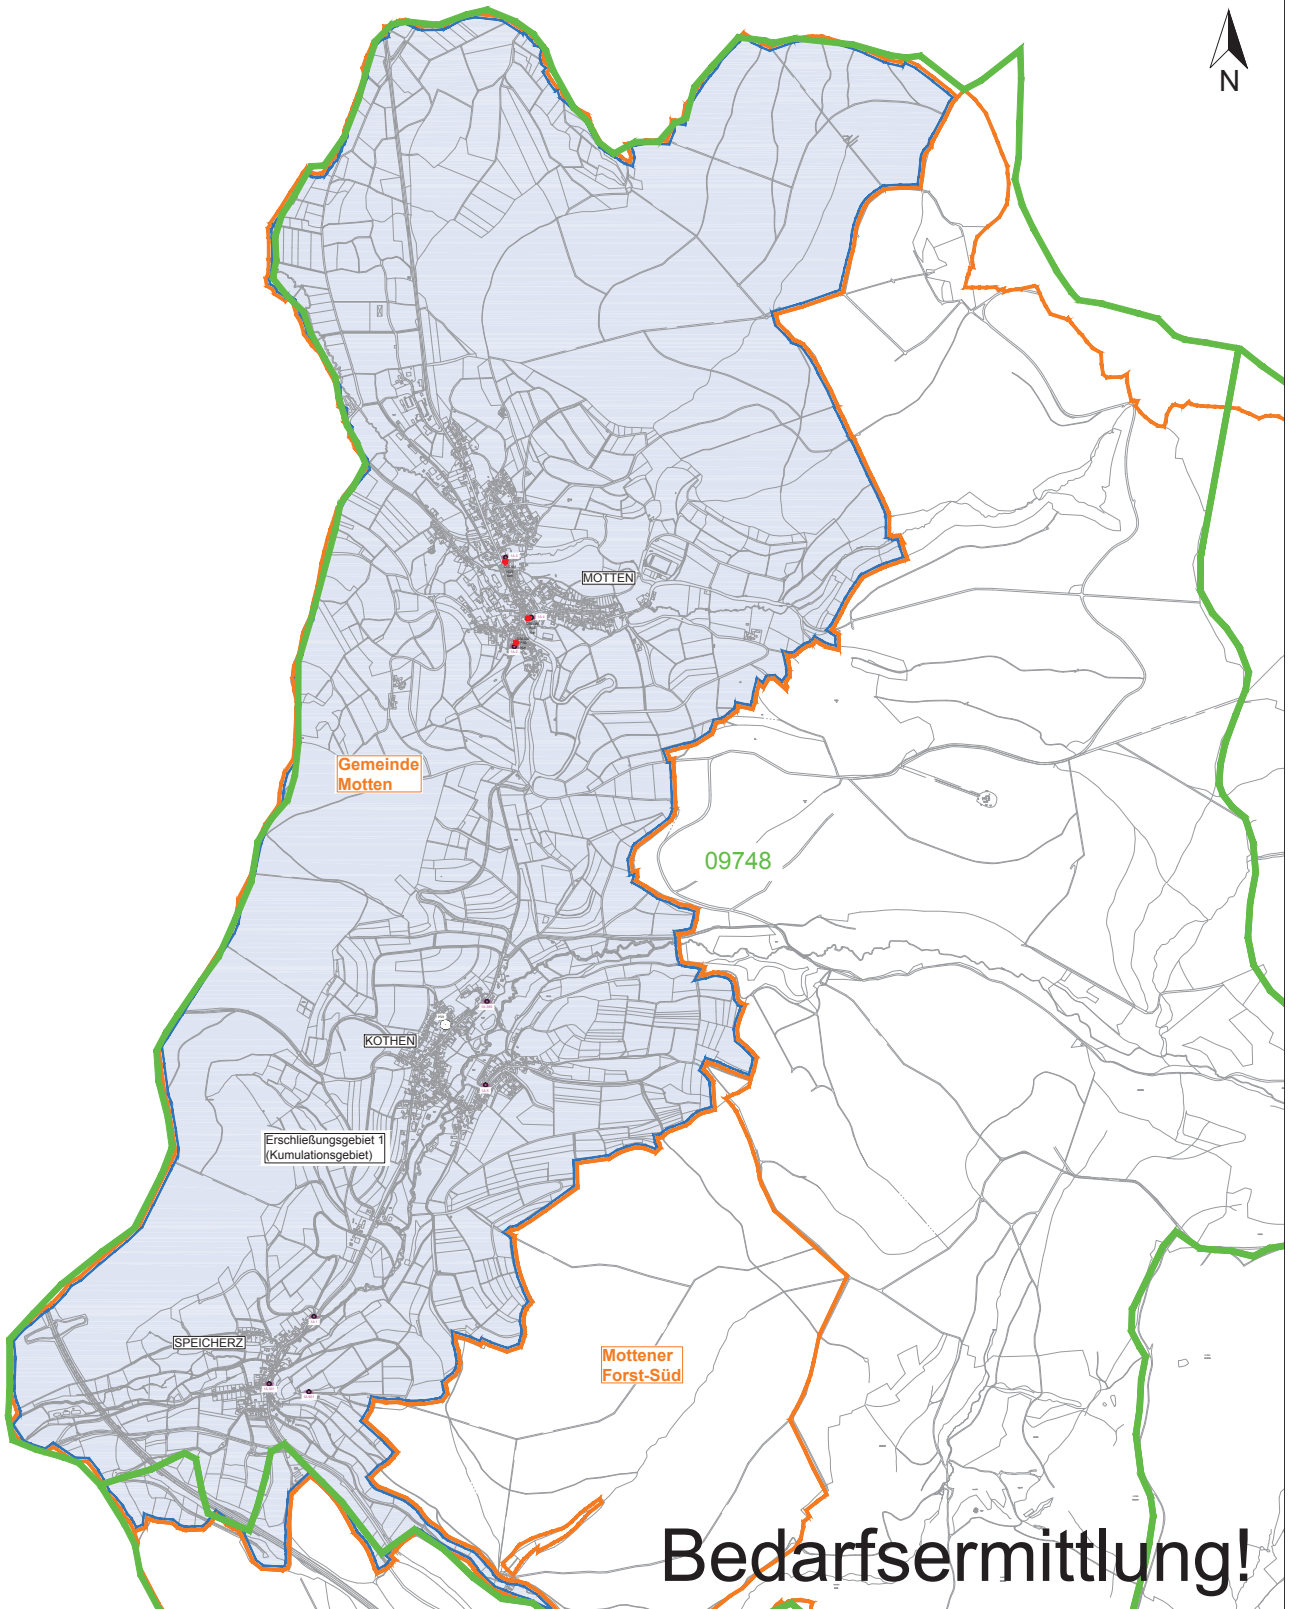 N
MOTTEN
Gemeinde
Motten
09748
KOTHEN
Erschließungsgebiet 1
(Kumulationsgebiet)
SPEICHERZ
Mottener
Forst-Süd
Bedarfsermittlung!